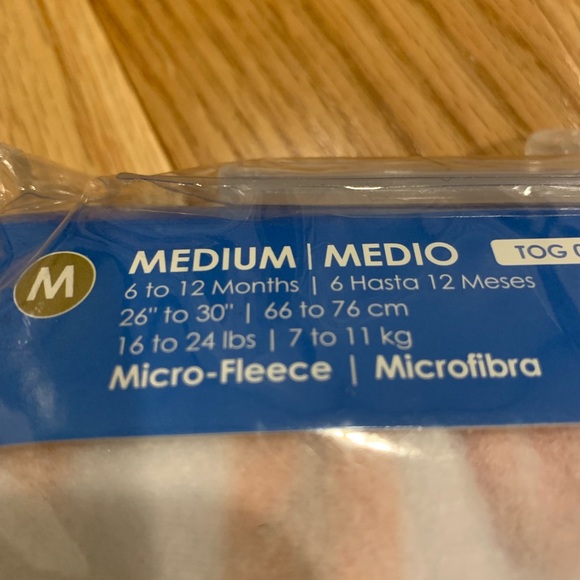 M
MEDIUM | MEDIO
TOG
6 to 12 Months | 6 Hasta 12 Meses
26" to 30" | 66 to 76 cm
16 to 24 lbs | 7 to 11 kg
Micro-Fleece | Microfibra